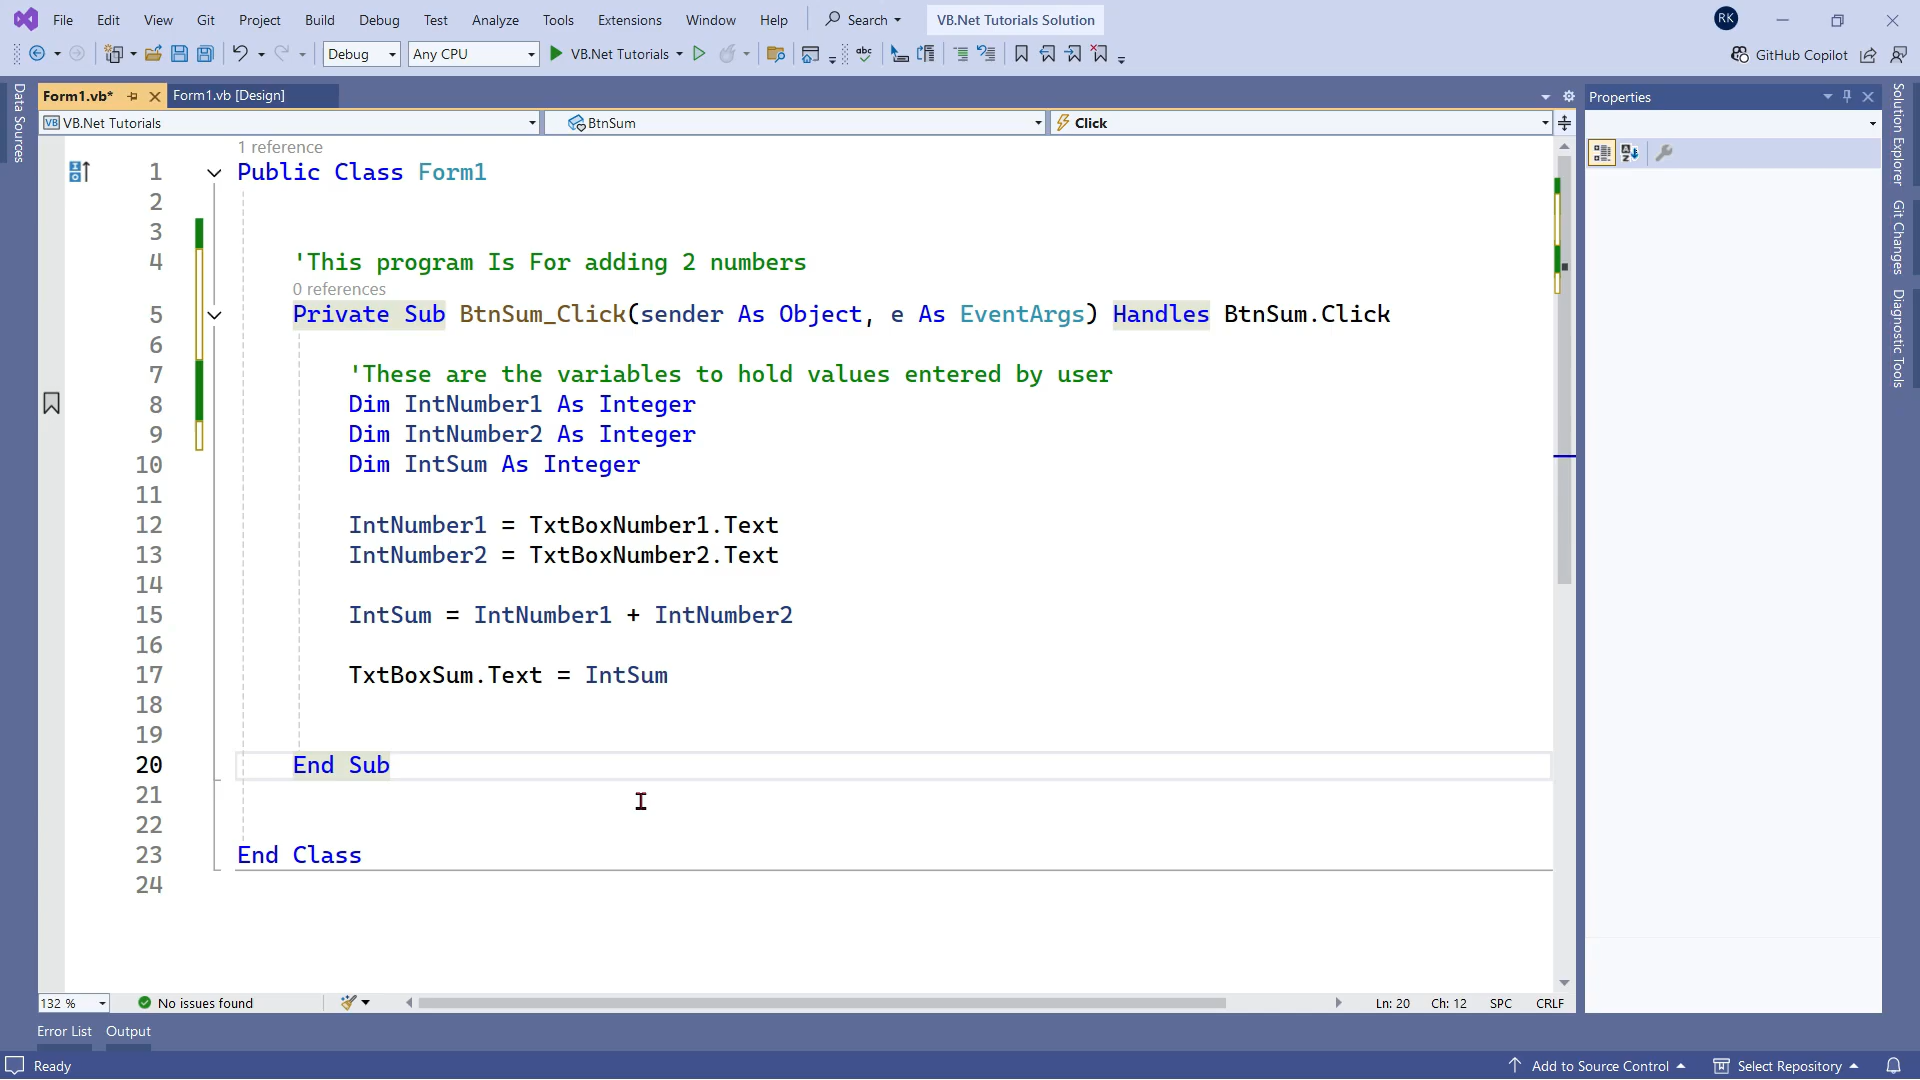 File Edit View Git Project Build Debug Test Analyze Tools Extensions Window Help Search VB.Net Tutorials Solution RK
Debug Any CPU VB.Net Tutorials abc GitHub Copilot
Data Sources
Form1.vb* Form1.vb [Design]
VB VB.Net Tutorials BtnSum Click
1 reference
1 Public Class Form1
2
3
4 'This program Is For adding 2 numbers
0 references
5 Private Sub BtnSum_Click(sender As Object, e As EventArgs) Handles BtnSum.Click
6
7 'These are the variables to hold values entered by user
8 Dim IntNumber1 As Integer
9 Dim IntNumber2 As Integer
10 Dim IntSum As Integer
11
12 IntNumber1 = TxtBoxNumber1.Text
13 IntNumber2 = TxtBoxNumber2.Text
14
15 IntSum = IntNumber1 + IntNumber2
16
17 TxtBoxSum.Text = IntSum
18
19
20 End Sub
21
22
23 End Class
24
132 % No issues found Ln: 20 Ch: 12 SPC CRLF
Properties
Solution Explorer
Git Changes
Diagnostic Tools
Error List Output
Ready Add to Source Control Select Repository